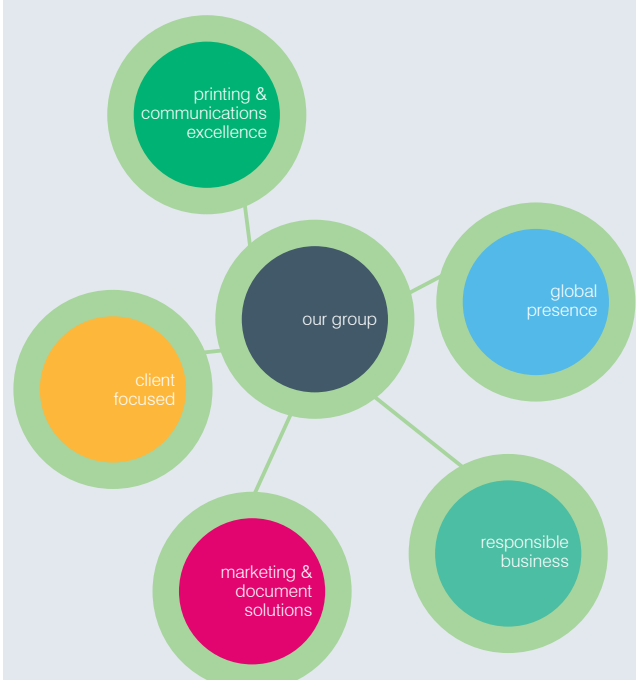 printing &
communications
excellence
global
presence
our group
client
focused
responsible
business
marketing &
document
solutions